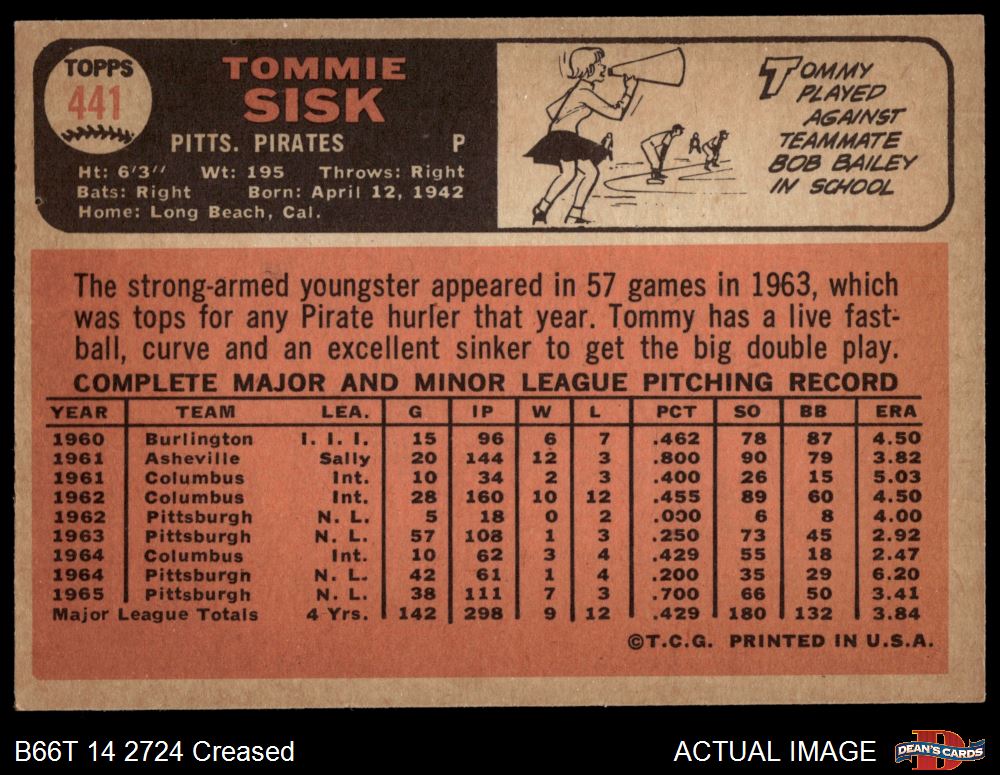 TOPPS
441
TOMMIE
SISK
PITTS. PIRATES P
Ht: 6'3" Wt: 195 Throws: Right
Bats: Right Born: April 12, 1942
Home: Long Beach, Cal.
TOMMY
PLAYED
AGAINST
TEAMMATE
BOB BAILEY
IN SCHOOL
The strong-armed youngster appeared in 57 games in 1963, which
was tops for any Pirate hurler that year. Tommy has a live fast-
ball, curve and an excellent sinker to get the big double play.
COMPLETE MAJOR AND MINOR LEAGUE PITCHING RECORD
YEAR TEAM LEA. G IP W L PCT SO BB ERA
1960 Burlington I. I. I. 15 96 6 7 .462 78 87 4.50
1961 Asheville Sally 20 144 12 3 .800 90 79 3.82
1961 Columbus Int. 10 34 2 3 .400 26 15 5.03
1962 Columbus Int. 28 160 10 12 .455 89 60 4.50
1962 Pittsburgh N. L. 5 18 0 2 .000 6 8 4.00
1963 Pittsburgh N. L. 57 108 1 3 .250 73 45 2.92
1964 Columbus Int. 10 62 3 4 .429 55 18 2.47
1964 Pittsburgh N. L. 42 61 1 4 .200 35 29 6.20
1965 Pittsburgh N. L. 38 111 7 3 .700 66 50 3.41
Major League Totals 4 Yrs. 142 298 9 12 .429 180 132 3.84
©T.C.G. PRINTED IN U.S.A.
B66T 14 2724 Creased
ACTUAL IMAGE
D
DEAN'S CARDS